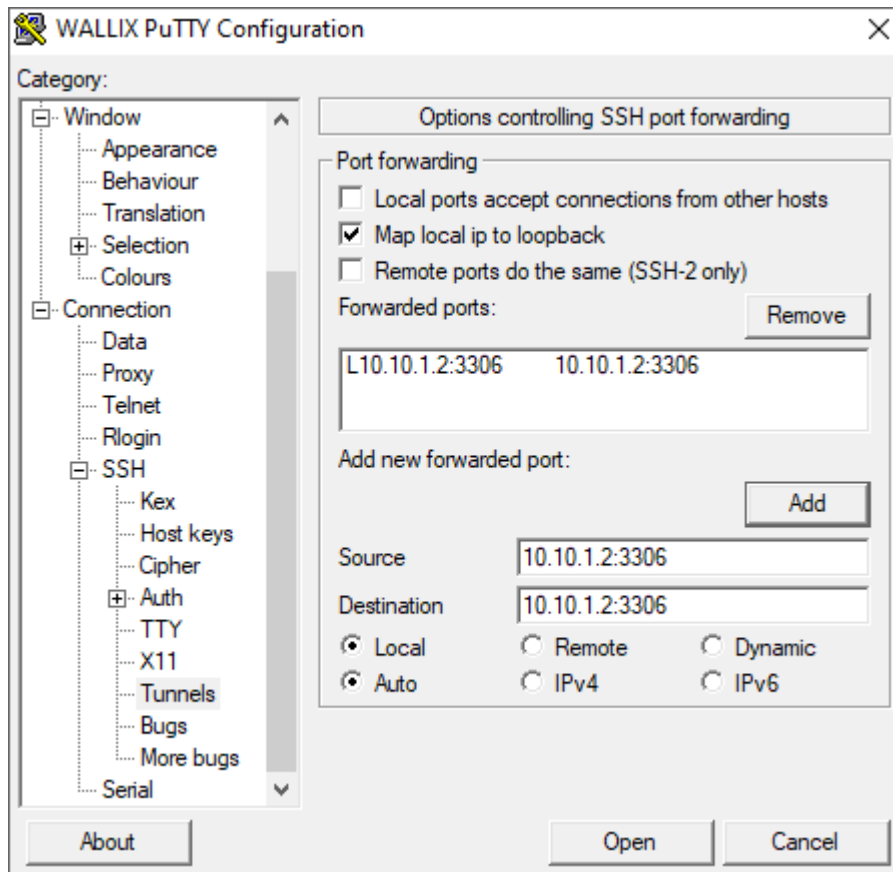 WALLIX PuTTY Configuration
Category:
Window
Appearance
Behaviour
Translation
Selection
Colours
Connection
Data
Proxy
Telnet
Rlogin
SSH
Kex
Host keys
Cipher
Auth
TTY
X11
Tunnels
Bugs
More bugs
Serial
Options controlling SSH port forwarding
Port forwarding
Local ports accept connections from other hosts
Map local ip to loopback
Remote ports do the same (SSH-2 only)
Forwarded ports:
Remove
L10.10.1.2:3306 10.10.1.2:3306
Add new forwarded port:
Add
Source 10.10.1.2:3306
Destination 10.10.1.2:3306
Local Remote Dynamic
Auto IPv4 IPv6
About Open Cancel